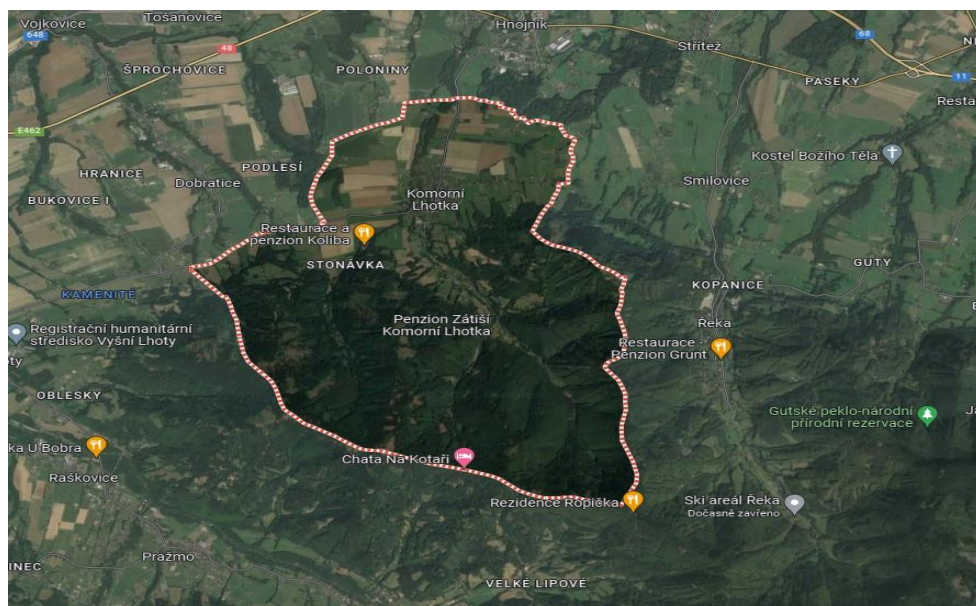 Vojkovice
Tošanovice
Hnojník
648
48
68
Střítež
ŠPROCHOVICE
POLONINY
PASEKY
11
Resta
E462
Kostel Božího Těla
PODLESÍ
HRANICE
Dobratice
Smilovice
BUKOVICE I
Komorní
Lhotka
Restaurace a
penzion Koliba
STONÁVKA
GUTY
KOPANICE
KAMENITÉ
Penzion Zátiší
Komorní Lhotka
Řeka
Registrační humanitární
středisko Vyšní Lhoty
oty
Restaurace -
Penzion Grunt
OBLESKY
Gutské peklo-národní
přírodní rezervace
ka U Bobra
Chata Na Kotaři
Raškovice
Rezidence Ropička
Ski areál Řeka
Dočasně zavřeno
Pražmo
INEC
VELKÉ LIPOVÉ